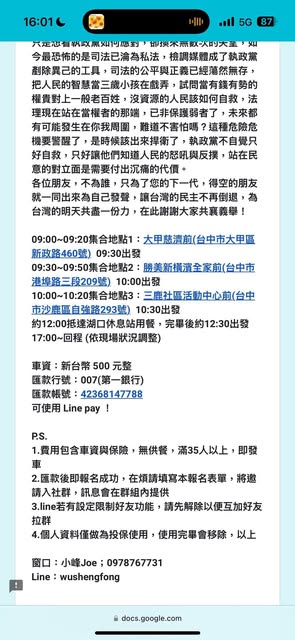 16:01
5G 87
只是想看執政黨如何應對，卻換來無數次的失望，如
今最恐怖的是司法已淪為私法，檢調媒體成了執政黨
剷除異己的工具，司法的公平與正義已經蕩然無存，
把人民的智慧當三歲小孩在戲弄，試問當有錢有勢的
權貴對上一般老百姓，沒資源的人民該如何自救，法
理現在站在當權者的那端，已非保護弱者了，未來都
有可能發生在你我周圍，難道不害怕嗎？這種危險危
機要警醒了，是時候該出來捍衛了，執政黨不自覺只
好自救，只好讓他們知道人民的怒吼與反撲，站在民
意的對立面是需要付出沉痛的代價。
各位朋友，不為誰，只為了您的下一代，得空的朋友
就一同出來為自己發聲，讓台灣的民主不再倒退，為
台灣的明天共盡一份力，在此謝謝大家共襄義舉！
09:00~09:20集合地點1：大甲慈濟前(台中市大甲區
新政路460號)  09:30出發
09:30~09:50集合地點2：勝美新橫濱全家前(台中市
港埠路三段209號)  10:00出發
10:00~10:20集合地點3：三鹿社區活動中心前(台中
市沙鹿區自強路293號)  10:30出發
約12:00抵達湖口休息站用餐，完畢後約12:30出發
17:00~回程 (依現場狀況調整)
車資：新台幣 500 元整
匯款行號：007(第一銀行)
匯款帳號：42368147788
可使用 Line pay ！
P.S.
1.費用包含車資與保險，無供餐，滿35人以上，即發
車
2.匯款後即報名成功，在煩請填寫本報名表單，將邀
請入社群，訊息會在群組內提供
3.line若有設定限制好友功能，請先解除以便互加好友
拉群
4.個人資料僅做為投保使用，使用完畢會移除，以上
窗口：小峰Joe；0978767731
Line：wushengfong
docs.google.com